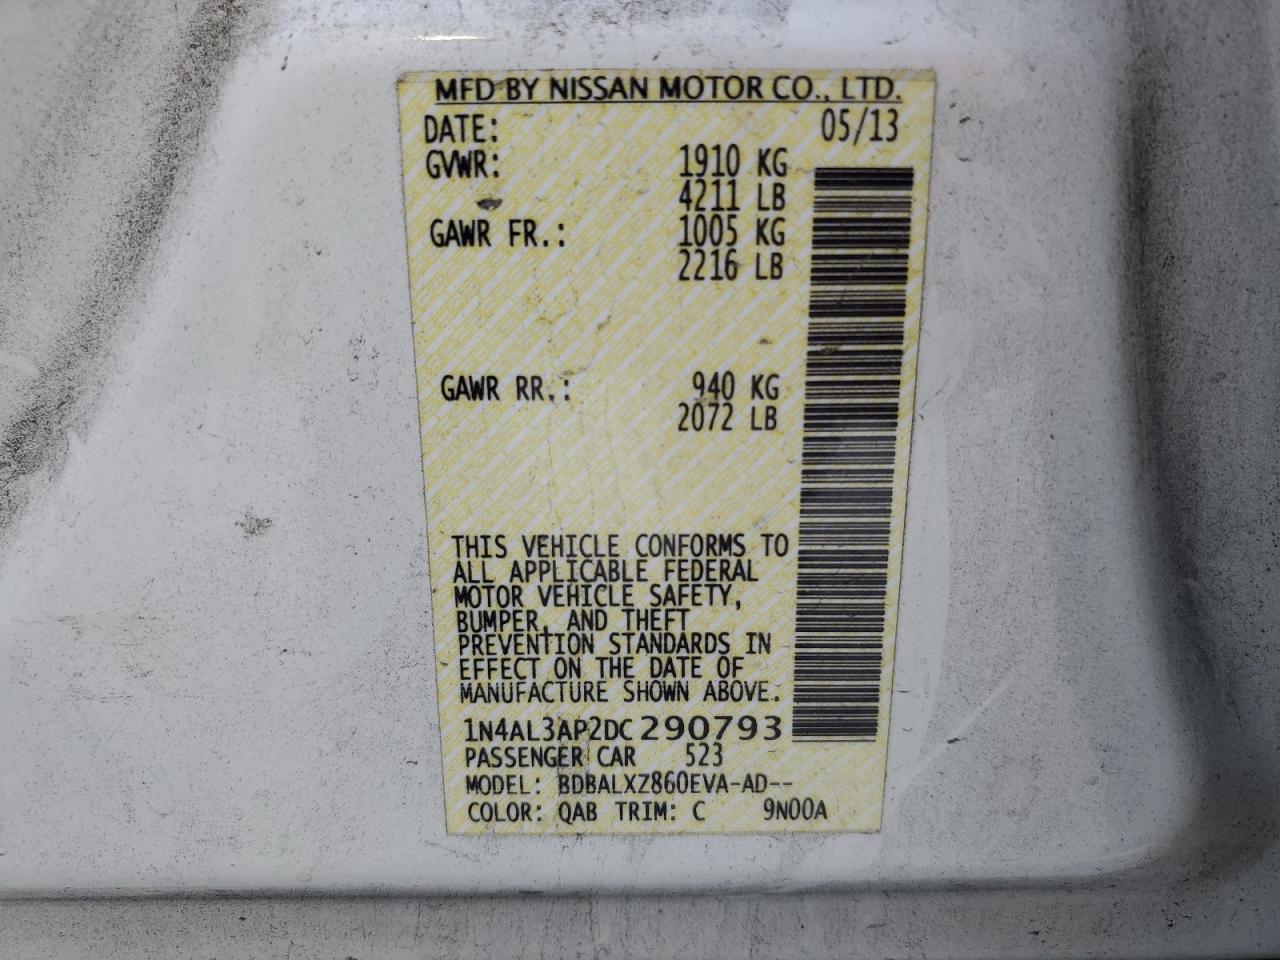 MFD BY NISSAN MOTOR CO., LTD.
DATE: 05/13
GVWR: 1910 KG
4211 LB
GAWR FR.: 1005 KG
2216 LB
GAWR RR.: 940 KG
2072 LB
THIS VEHICLE CONFORMS TO
ALL APPLICABLE FEDERAL
MOTOR VEHICLE SAFETY,
BUMPER, AND THEFT
PREVENTION STANDARDS IN
EFFECT ON THE DATE OF
MANUFACTURE SHOWN ABOVE.
1N4AL3AP2DC290793
PASSENGER CAR 523
MODEL: BDBALXZ860EVA-AD--
COLOR: QAB TRIM: C 9N00A